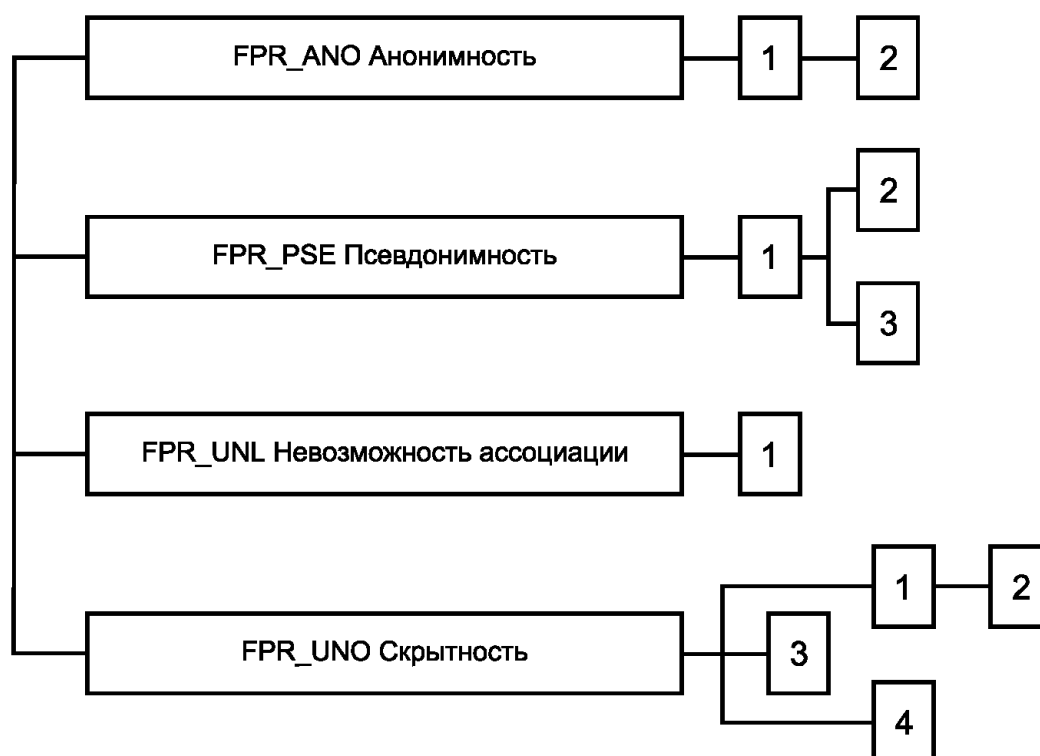 FPR_ANO Анонимность 1 2
2
FPR_PSE Псевдонимность 1
3
FPR_UNL Невозможность ассоциации 1
1 2
FPR_UNO Скрытность 3
4